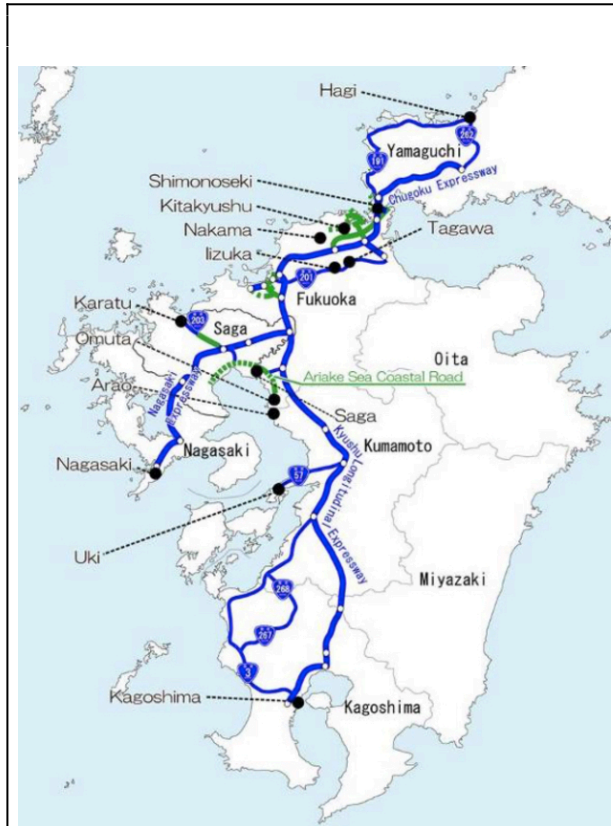 Hagi
262
Yamaguchi
191
Shimonoseki
Chugoku Expressway
Kitakyushu
Nakama
Tagawa
Iizuka
201
Fukuoka
Karatu
203
Saga
Omuta
Oita
Arao
Nagasaki Expressway
Ariake Sea Coastal Road
Saga
Kumamoto
Nagasaki
Nagasaki
57
Kyushu Longitudinal Expressway
Uki
Miyazaki
268
267
3
Kagoshima
Kagoshima